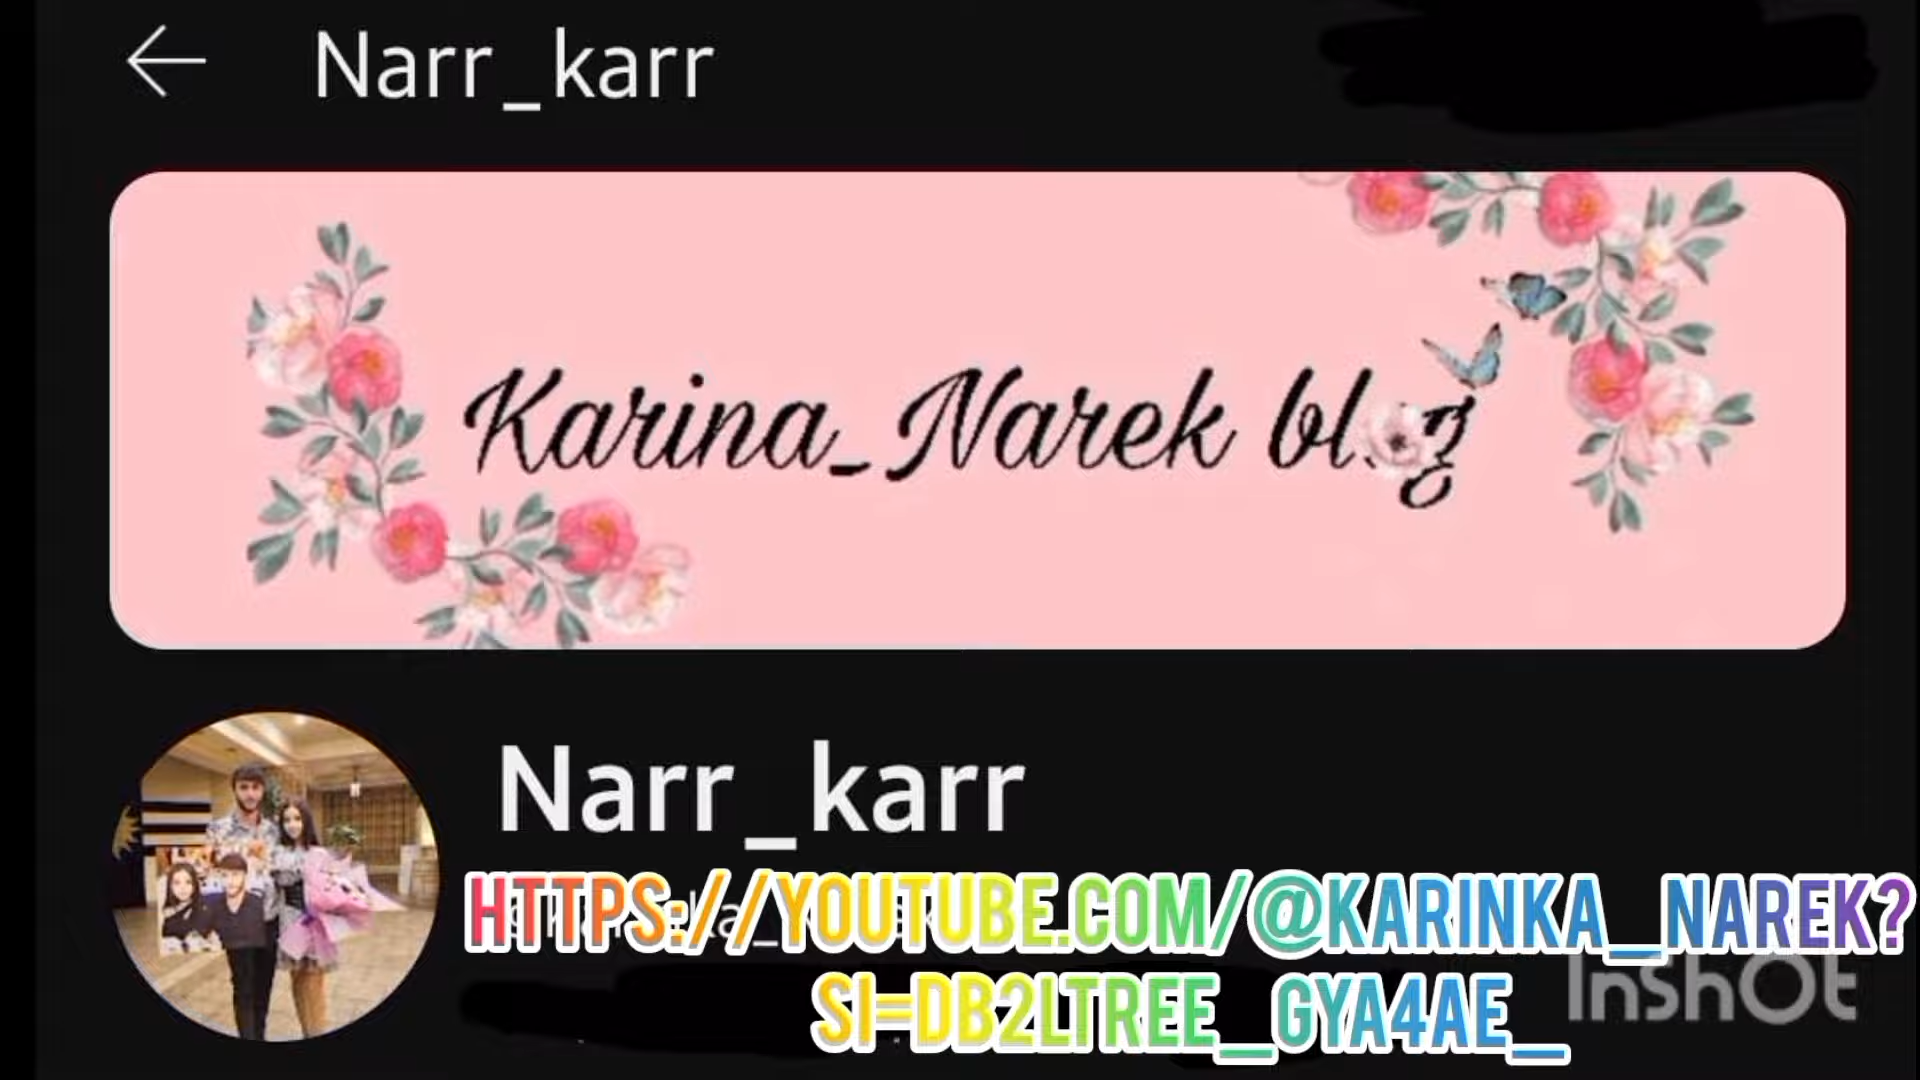 Narr_karr
Karina_Narek blog
Narr_karr
HTTPS://YOUTUBE.COM/@KARINKA_NAREK?
SI=DB2LTREE_GYA4AE_
InShOt